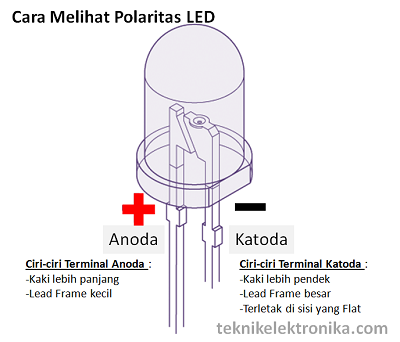 Cara Melihat Polaritas LED
+ -
Anoda Katoda
Ciri-ciri Terminal Anoda :
-Kaki lebih panjang
-Lead Frame kecil
Ciri-ciri Terminal Katoda :
-Kaki lebih pendek
-Lead Frame besar
-Terletak di sisi yang Flat
teknikelektronika.com